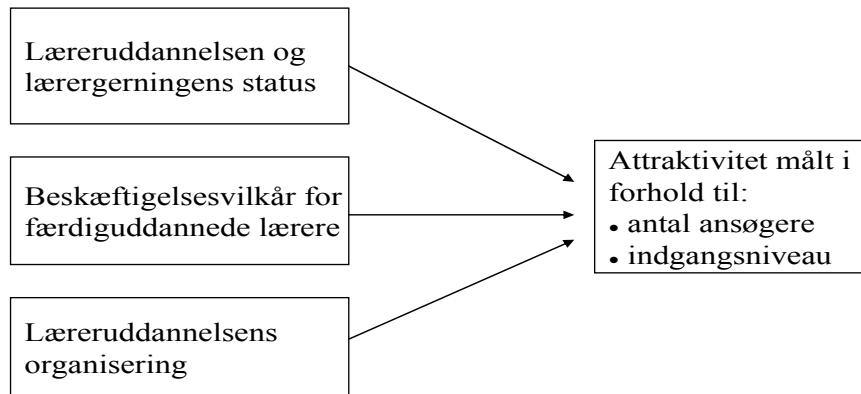 Læreruddannelsen og
lærergerningens status
Beskæftigelsesvilkår for
færdiguddannede lærere
Læreruddannelsens
organisering
Attraktivitet målt i
forhold til:
• antal ansøgere
• indgangsniveau